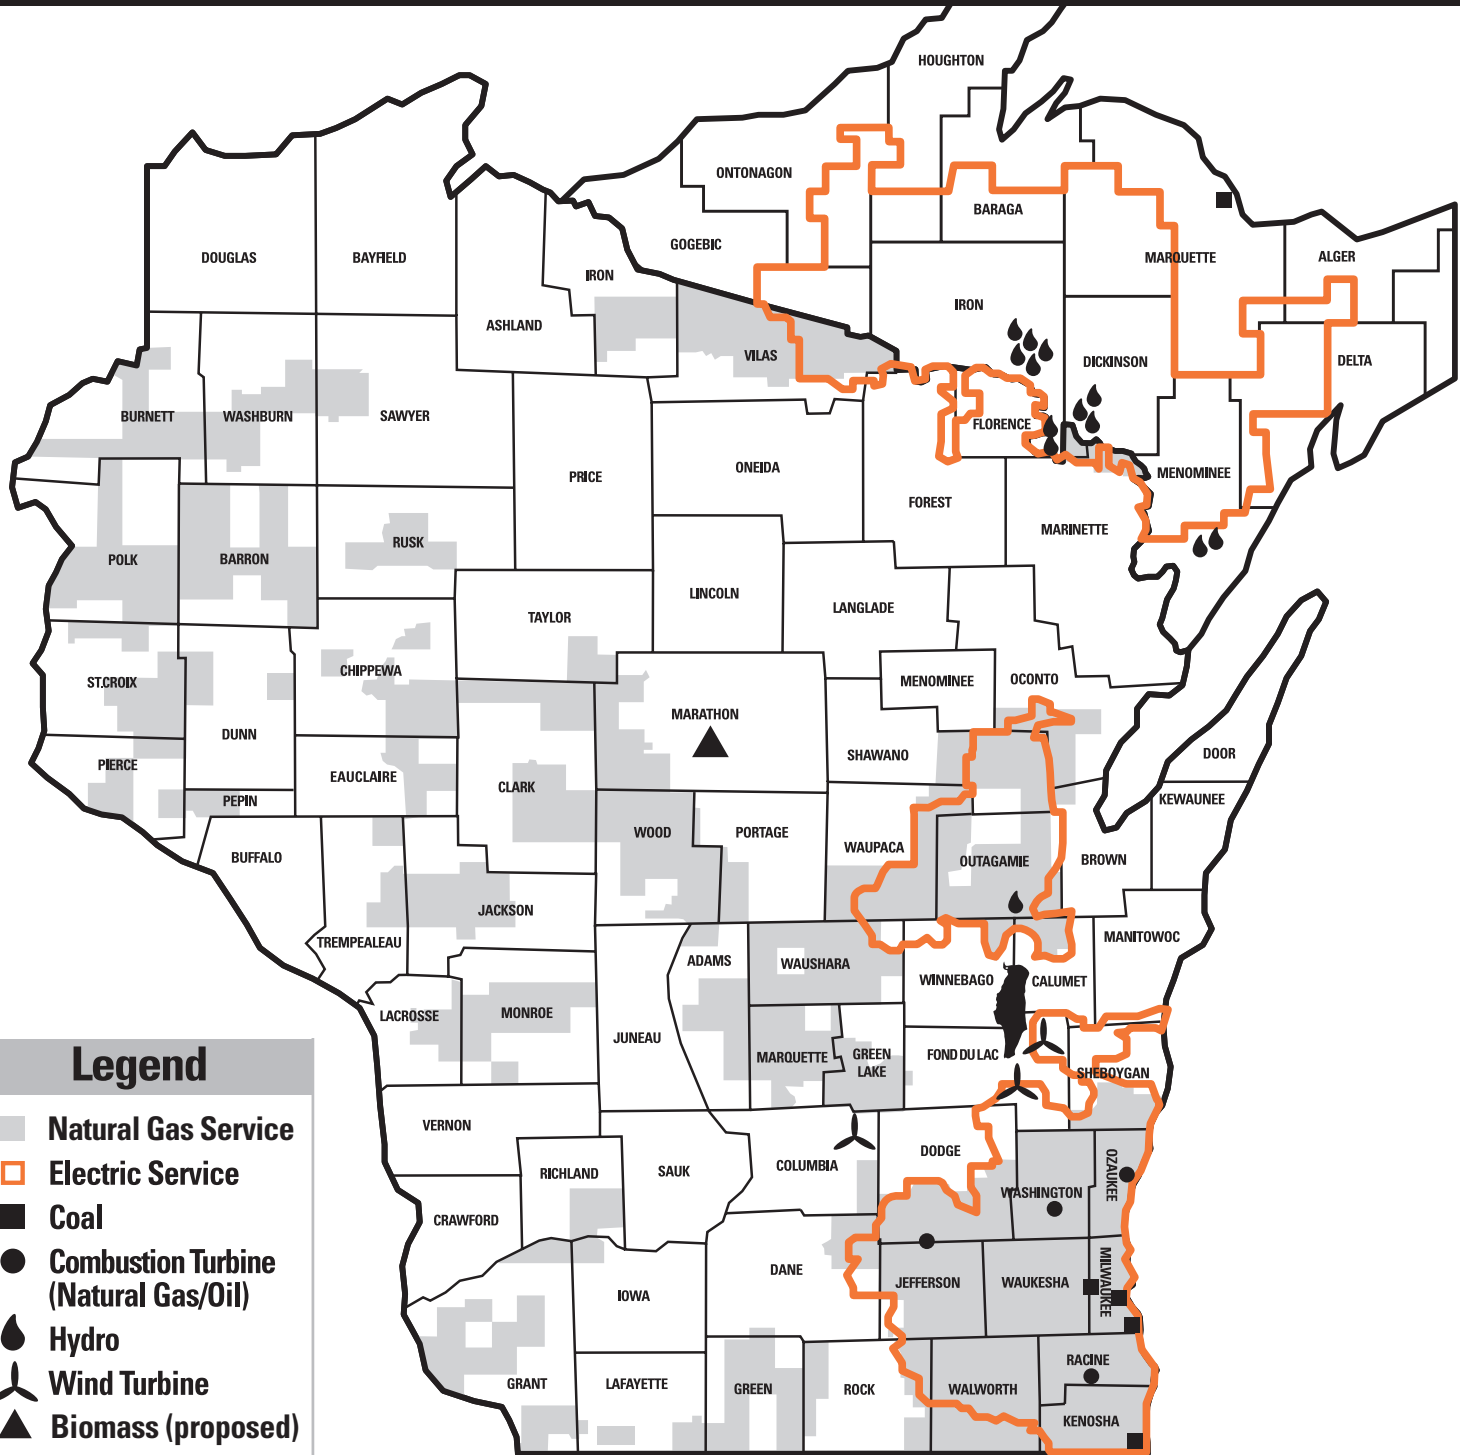 HOUGHTON
ONTONAGON
BARAGA
GOGEBIC
MARQUETTE
ALGER
DOUGLAS
BAYFIELD
IRON
IRON
ASHLAND
VILAS
DICKINSON
DELTA
BURNETT
WASHBURN
SAWYER
FLORENCE
PRICE
ONEIDA
MENOMINEE
FOREST
MARINETTE
RUSK
POLK
BARRON
LINCOLN
LANGLADE
TAYLOR
CHIPPEWA
ST.CROIX
MENOMINEE
OCONTO
MARATHON
DUNN
SHAWANO
DOOR
PIERCE
EAUCLAIRE
CLARK
PEPIN
KEWAUNEE
WOOD
PORTAGE
WAUPACA
BUFFALO
OUTAGAMIE
BROWN
JACKSON
TREMPEALEAU
MANITOWOC
ADAMS
WAUSHARA
WINNEBAGO
CALUMET
LACROSSE
MONROE
JUNEAU
MARQUETTE
GREEN
LAKE
FOND DU LAC
SHEBOYGAN
VERNON
RICHLAND
SAUK
COLUMBIA
DODGE
OZAUKEE
WASHINGTON
CRAWFORD
DANE
JEFFERSON
WAUKESHA
MILWAUKEE
IOWA
RACINE
GRANT
LAFAYETTE
GREEN
ROCK
WALWORTH
KENOSHA
Legend
Natural Gas Service
Electric Service
Coal
Combustion Turbine
(Natural Gas/Oil)
Hydro
Wind Turbine
Biomass (proposed)